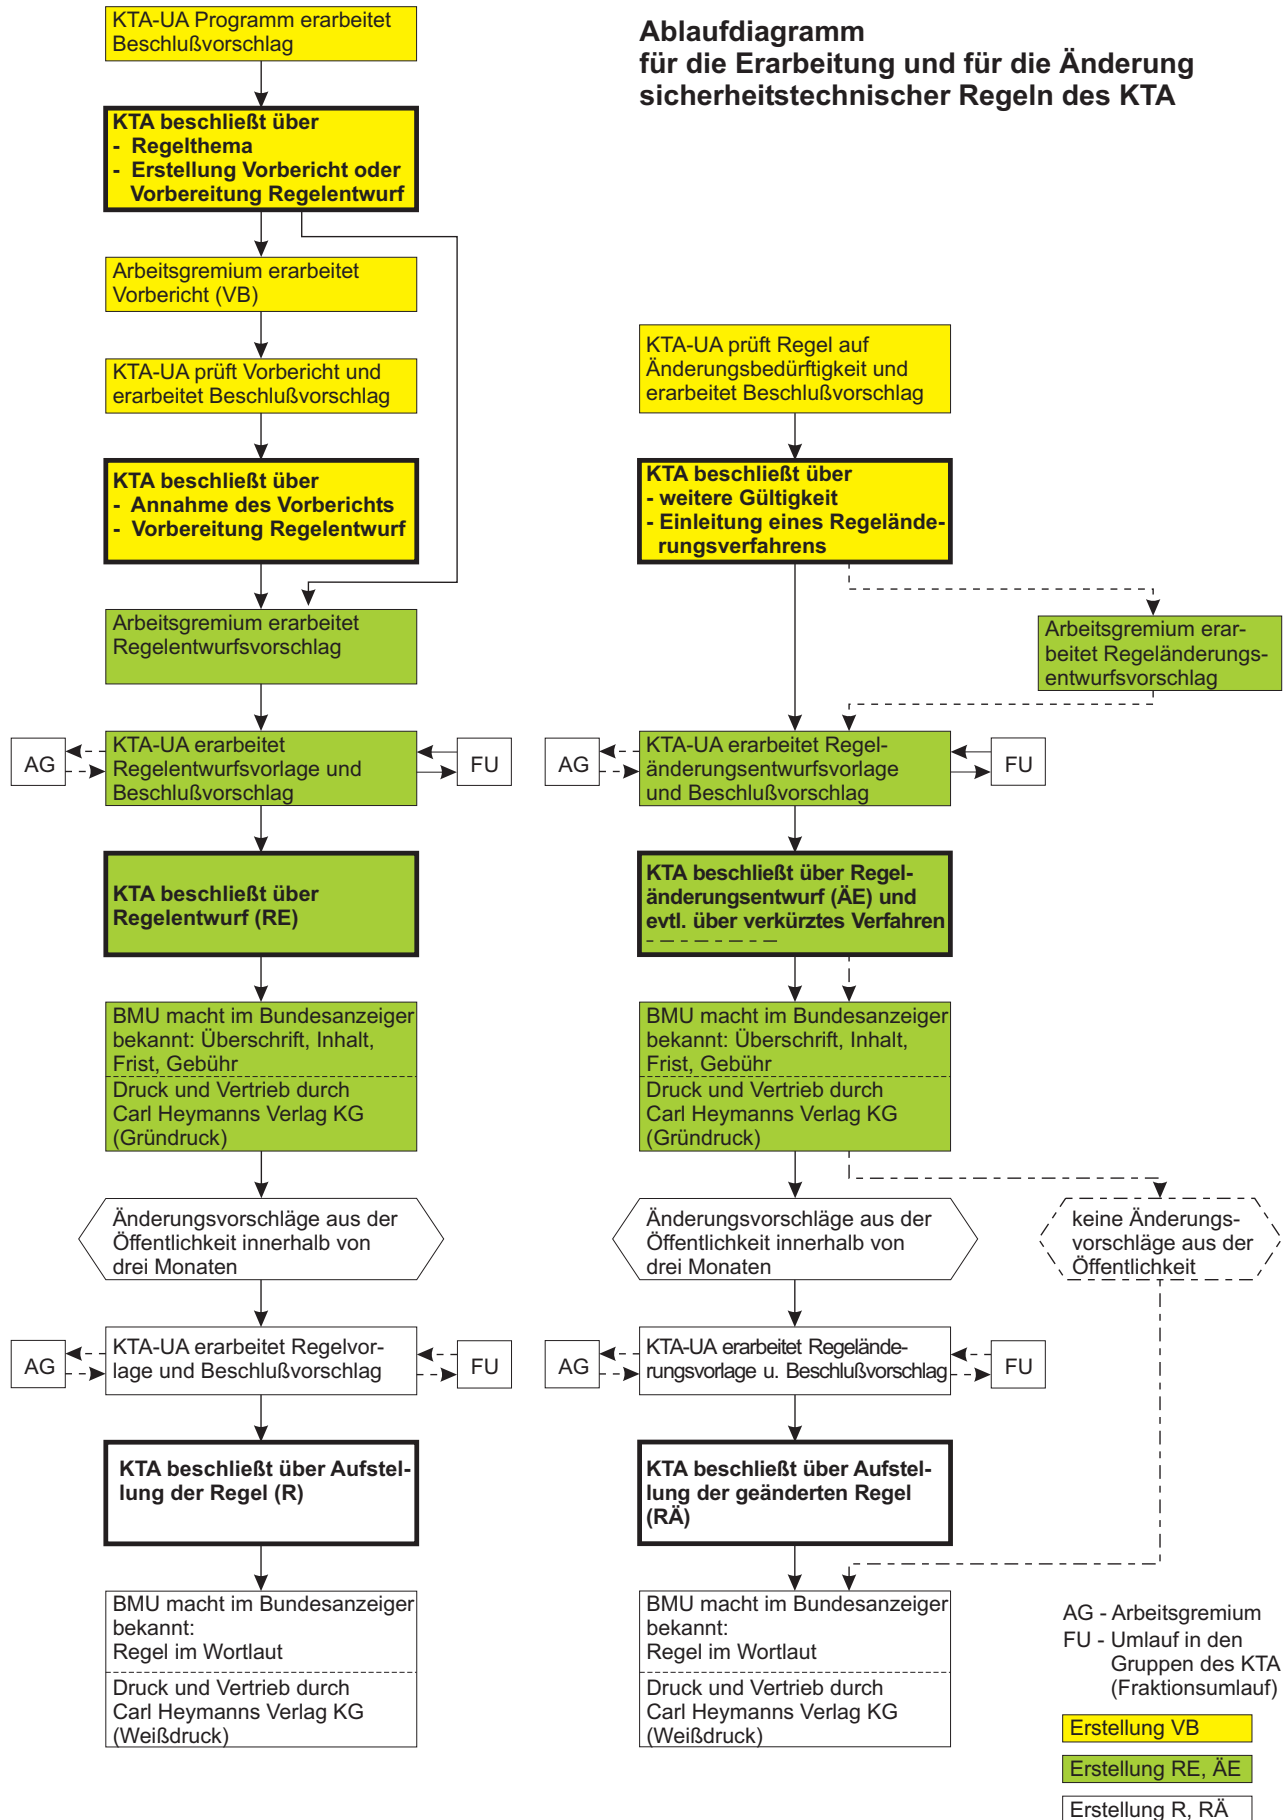 Ablaufdiagramm
für die Erarbeitung und für die Änderung
sicherheitstechnischer Regeln des KTA
KTA-UA Programm erarbeitet
Beschlußvorschlag
KTA beschließt über
- Regelthema
- Erstellung Vorbericht oder
Vorbereitung Regelentwurf
Arbeitsgremium erarbeitet
Vorbericht (VB)
KTA-UA prüft Vorbericht und
erarbeitet Beschlußvorschlag
KTA beschließt über
- Annahme des Vorberichts
- Vorbereitung Regelentwurf
Arbeitsgremium erarbeitet
Regelentwurfsvorschlag
AG
KTA-UA erarbeitet
Regelentwurfsvorlage und
Beschlußvorschlag
FU
KTA beschließt über
Regelentwurf (RE)
BMU macht im Bundesanzeiger
bekannt: Überschrift, Inhalt,
Frist, Gebühr
Druck und Vertrieb durch
Carl Heymanns Verlag KG
(Gründruck)
Änderungsvorschläge aus der
Öffentlichkeit innerhalb von
drei Monaten
AG
KTA-UA erarbeitet Regelvor-
lage und Beschlußvorschlag
FU
KTA beschließt über Aufstel-
lung der Regel (R)
BMU macht im Bundesanzeiger
bekannt:
Regel im Wortlaut
Druck und Vertrieb durch
Carl Heymanns Verlag KG
(Weißdruck)
KTA-UA prüft Regel auf
Änderungsbedürftigkeit und
erarbeitet Beschlußvorschlag
KTA beschließt über
- weitere Gültigkeit
- Einleitung eines Regelände-
rungsverfahrens
Arbeitsgremium erar-
beitet Regeländerungs-
entwurfsvorschlag
AG
KTA-UA erarbeitet Regel-
änderungsentwurfsvorlage
und Beschlußvorschlag
FU
KTA beschließt über Regel-
änderungsentwurf (ÄE) und
evtl. über verkürztes Verfahren
BMU macht im Bundesanzeiger
bekannt: Überschrift, Inhalt,
Frist, Gebühr
Druck und Vertrieb durch
Carl Heymanns Verlag KG
(Gründruck)
Änderungsvorschläge aus der
Öffentlichkeit innerhalb von
drei Monaten
keine Änderungs-
vorschläge aus der
Öffentlichkeit
AG
KTA-UA erarbeitet Regelände-
rungsvorlage u. Beschlußvorschlag
FU
KTA beschließt über Aufstel-
lung der geänderten Regel
(RÄ)
BMU macht im Bundesanzeiger
bekannt:
Regel im Wortlaut
Druck und Vertrieb durch
Carl Heymanns Verlag KG
(Weißdruck)
AG - Arbeitsgremium
FU - Umlauf in den
Gruppen des KTA
(Fraktionsumlauf)
Erstellung VB
Erstellung RE, ÄE
Erstellung R, RÄ